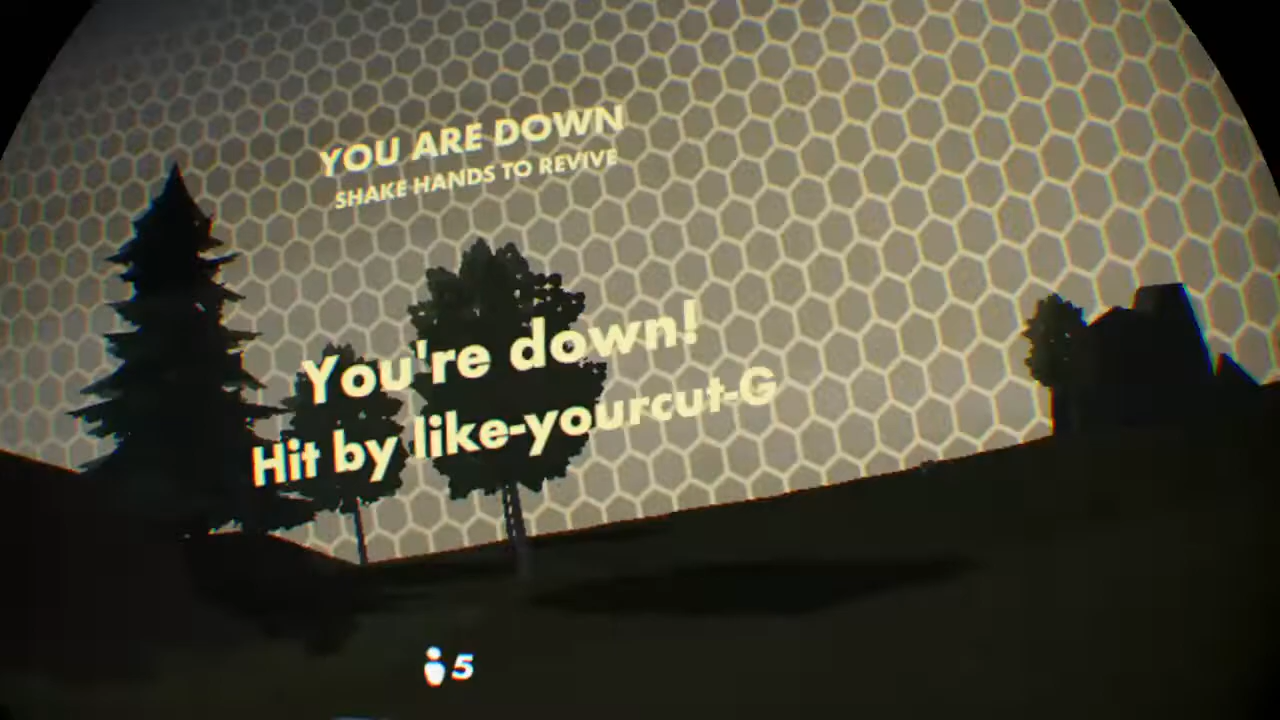 YOU ARE DOWN
SHAKE HANDS TO REVIVE
You're down!
Hit by like-yourcut-G
5